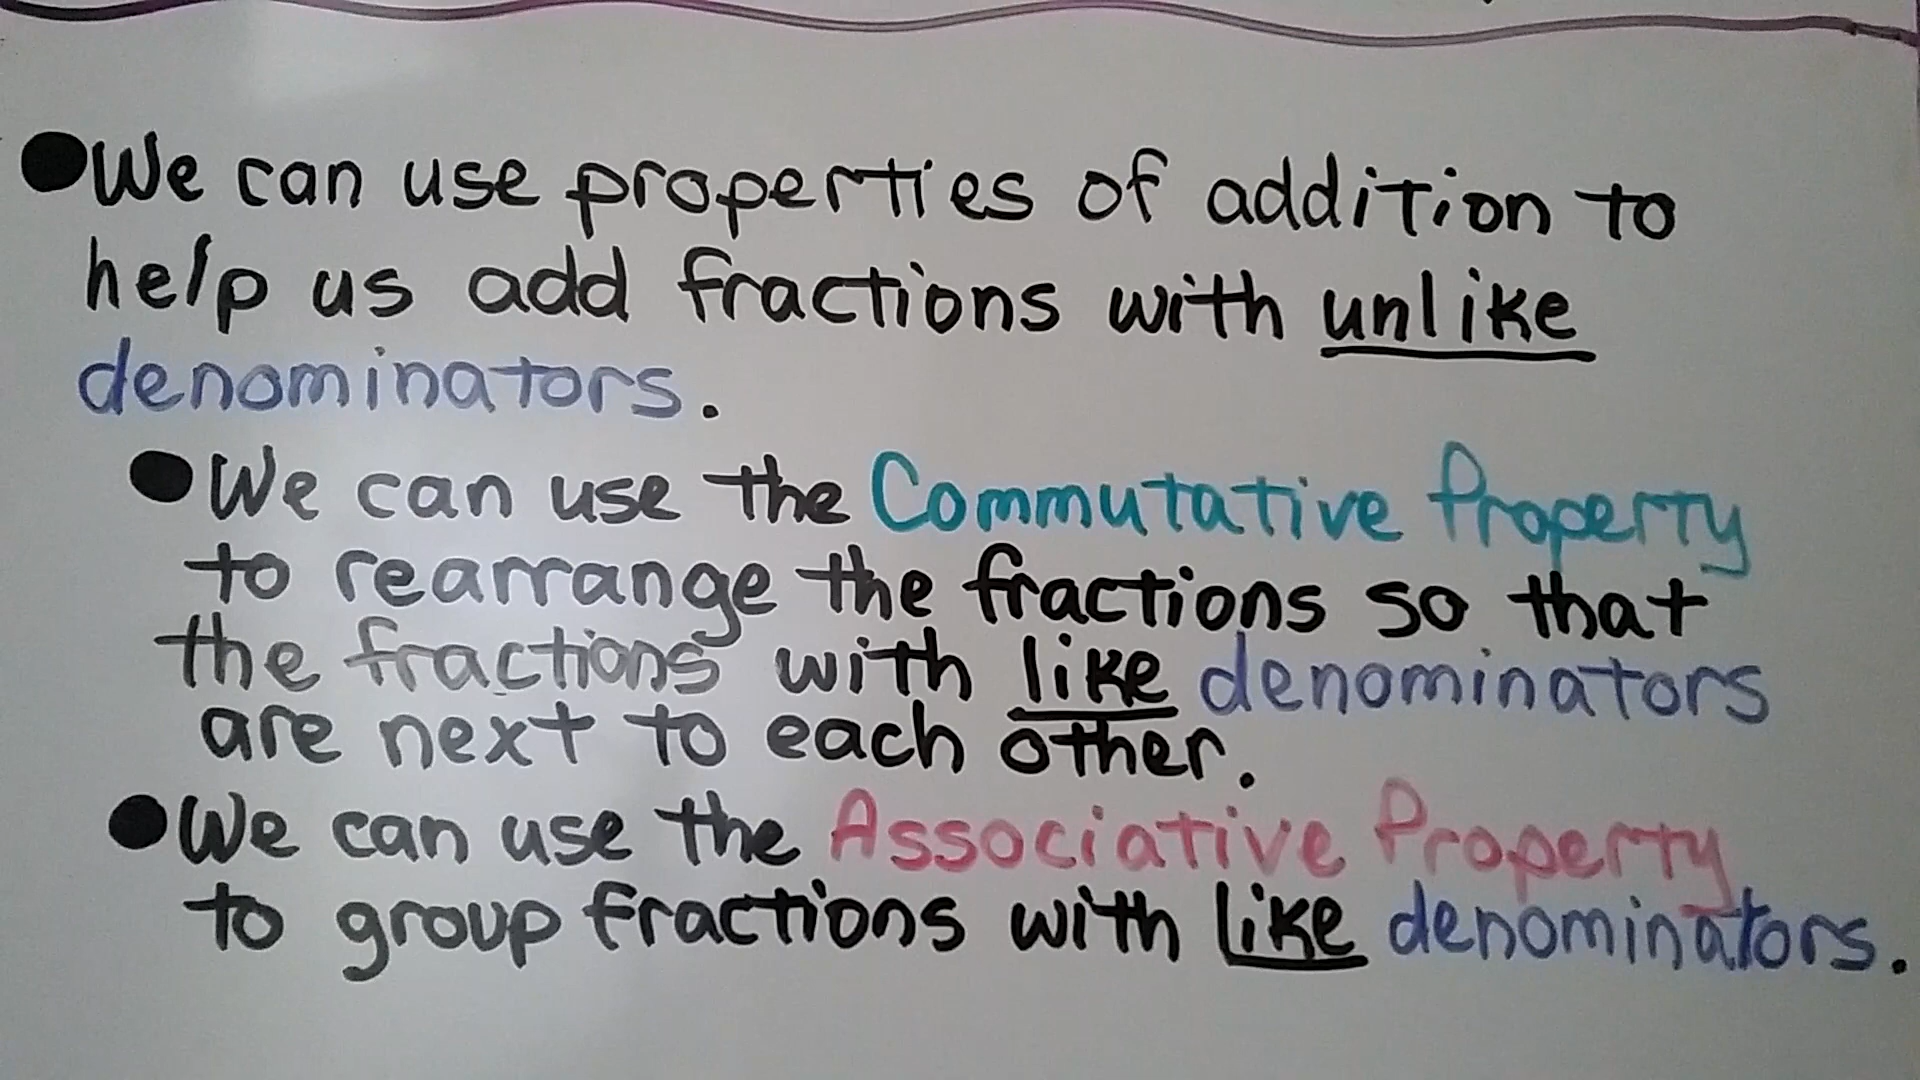 ●We can use properties of addition to
help us add fractions with unlike
denominators.
●We can use the Commutative Property
to rearrange the fractions so that
the fractions with like denominators
are next to each other.
●We can use the Associative Property
to group fractions with like denominators.